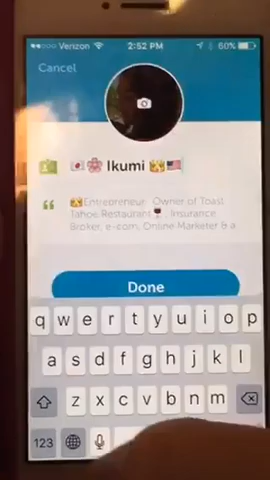 Verizon 2:52 PM 60%
Cancel
🇯🇵🌸 Ikumi 🌠🇺🇸
🌠Entrepreneur. Owner of Toast
Tahoe Restaurant🍷, Insurance
Broker, e-com, Online Marketer & a
Done
q w e r t y u i o p
a s d f g h j k l
z x c v b n m
123